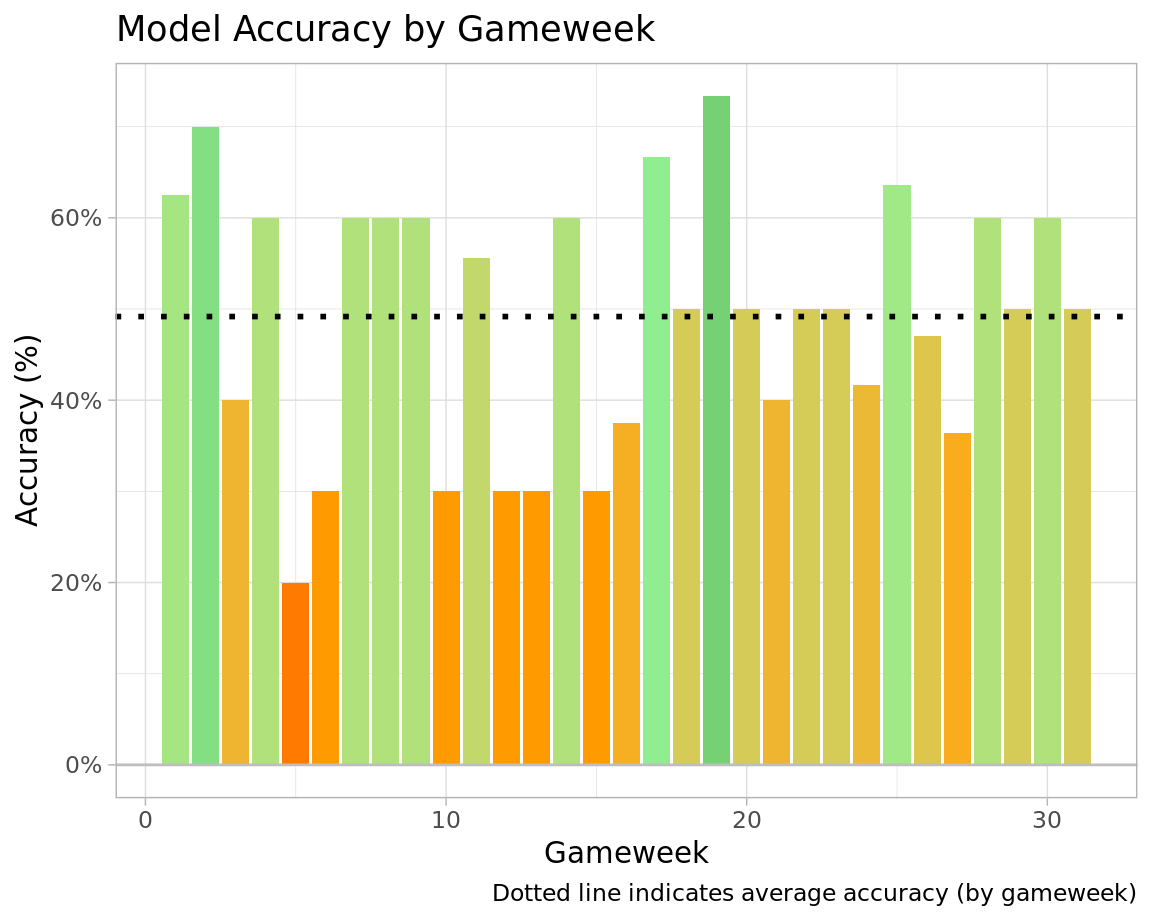 Model Accuracy by Gameweek
Accuracy (%)
60%
40%
20%
0%
0 10 20 30
Gameweek
Dotted line indicates average accuracy (by gameweek)